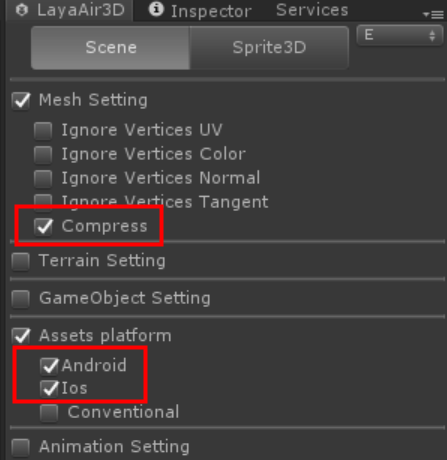 LayaAir3D Inspector Services
Scene Sprite3D E
Mesh Setting
Ignore Vertices UV
Ignore Vertices Color
Ignore Vertices Normal
Ignore Vertices Tangent
Compress
Terrain Setting
GameObject Setting
Assets platform
Android
Ios
Conventional
Animation Setting